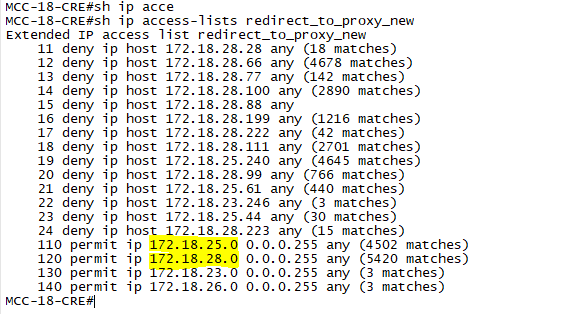 MCC-18-CRE#sh ip acce
MCC-18-CRE#sh ip access-lists redirect_to_proxy_new
Extended IP access list redirect_to_proxy_new
    11 deny ip host 172.18.28.28 any (18 matches)
    12 deny ip host 172.18.28.66 any (4678 matches)
    13 deny ip host 172.18.28.77 any (142 matches)
    14 deny ip host 172.18.28.100 any (2890 matches)
    15 deny ip host 172.18.28.88 any
    16 deny ip host 172.18.28.199 any (1216 matches)
    17 deny ip host 172.18.28.222 any (42 matches)
    18 deny ip host 172.18.28.111 any (2701 matches)
    19 deny ip host 172.18.25.240 any (4645 matches)
    20 deny ip host 172.18.28.99 any (766 matches)
    21 deny ip host 172.18.25.61 any (440 matches)
    22 deny ip host 172.18.23.246 any (3 matches)
    23 deny ip host 172.18.25.44 any (30 matches)
    24 deny ip host 172.18.28.223 any (15 matches)
    110 permit ip 172.18.25.0 0.0.0.255 any (4502 matches)
    120 permit ip 172.18.28.0 0.0.0.255 any (5420 matches)
    130 permit ip 172.18.23.0 0.0.0.255 any (3 matches)
    140 permit ip 172.18.26.0 0.0.0.255 any (3 matches)
MCC-18-CRE#